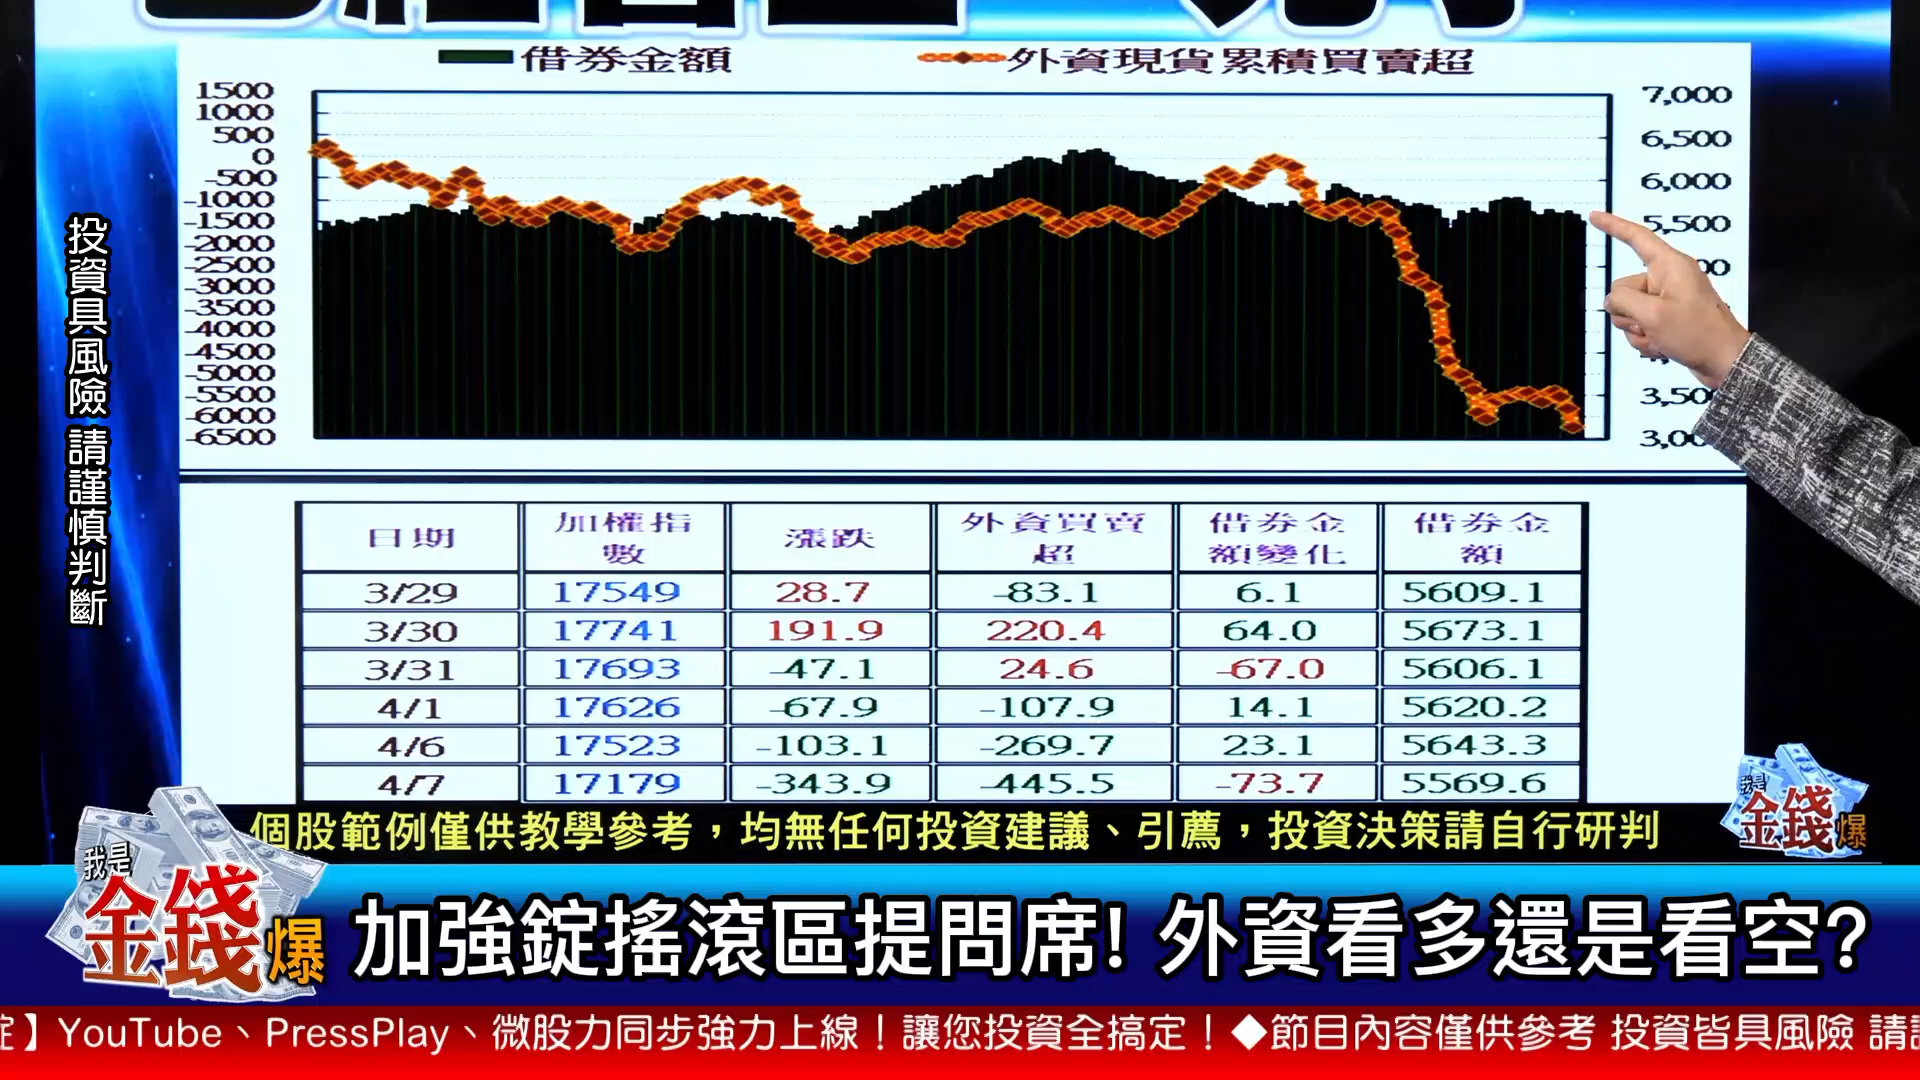 借券金額
外資現貨累積買賣超
1500
1000
500
0
-500
-1000
-1500
-2000
-2500
-3000
-3500
-4000
-4500
-5000
-5500
-6000
-6500
7,000
6,500
6,000
5,500
日期 加權指數 漲跌 外資買賣超 借券金額變化 借券金額
3/29 17549 28.7 -83.1 6.1 5609.1
3/30 17741 191.9 220.4 64.0 5673.1
3/31 17693 -47.1 24.6 -67.0 5606.1
4/1 17626 -67.9 -107.9 14.1 5620.2
4/6 17523 -103.1 -269.7 23.1 5643.3
4/7 17179 -343.9 -445.5 -73.7 5569.6
投資具風險 請謹慎判斷
個股範例僅供教學參考，均無任何投資建議、引薦，投資決策請自行研判
我是金錢爆
我是金錢爆
加強錠搖滾區提問席! 外資看多還是看空?
】YouTube、PressPlay、微股力同步強力上線！讓您投資全搞定！◆節目內容僅供參考 投資皆具風險 請